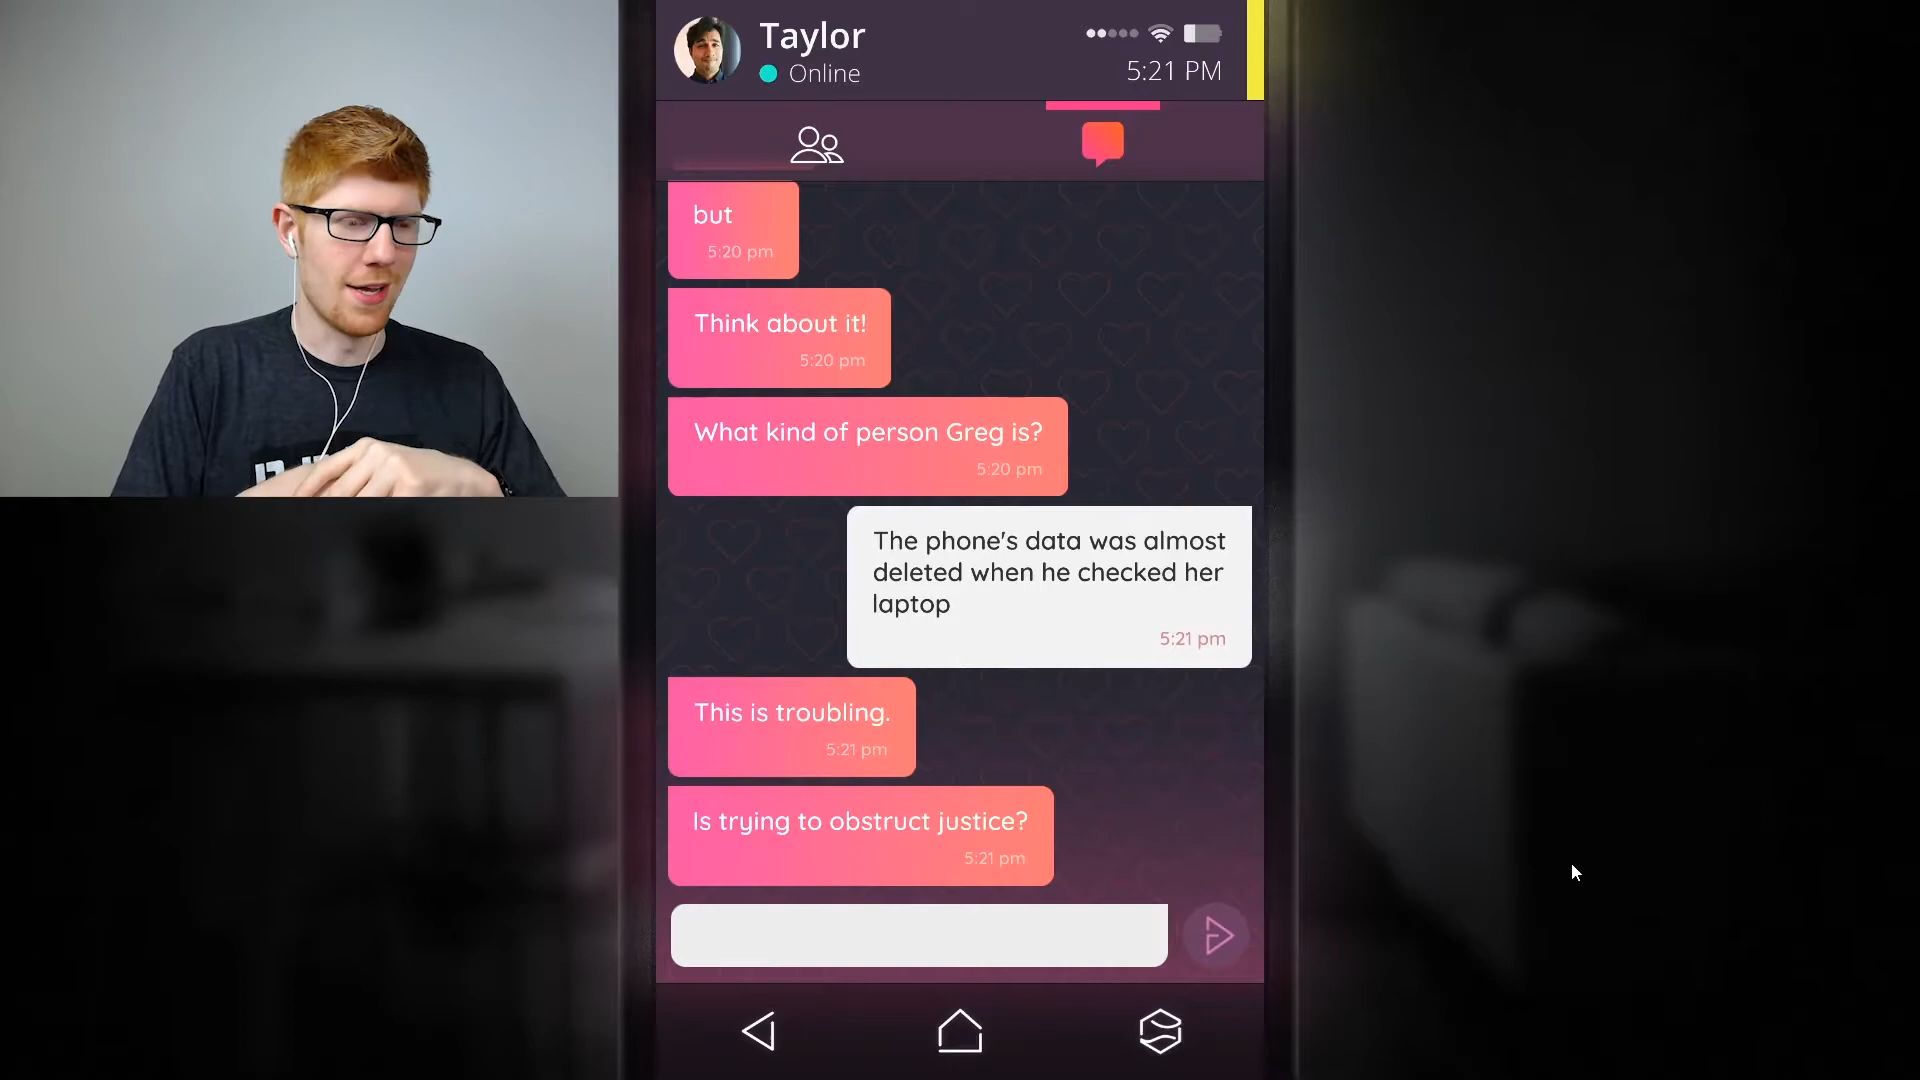 Taylor
Online
5:21 PM
but
5:20 pm
Think about it!
5:20 pm
What kind of person Greg is?
5:20 pm
The phone's data was almost
deleted when he checked her
laptop
5:21 pm
This is troubling.
5:21 pm
Is trying to obstruct justice?
5:21 pm